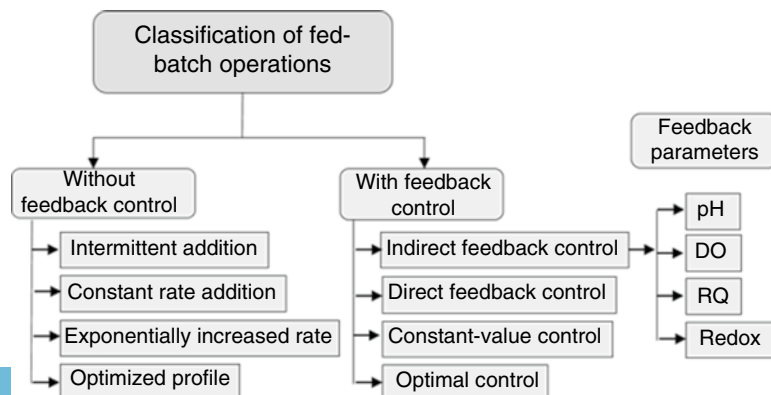 Classification of fed-
batch operations
Without
feedback control
Intermittent addition
Constant rate addition
Exponentially increased rate
Optimized profile
With feedback
control
Indirect feedback control
Direct feedback control
Constant-value control
Optimal control
Feedback
parameters
pH
DO
RQ
Redox